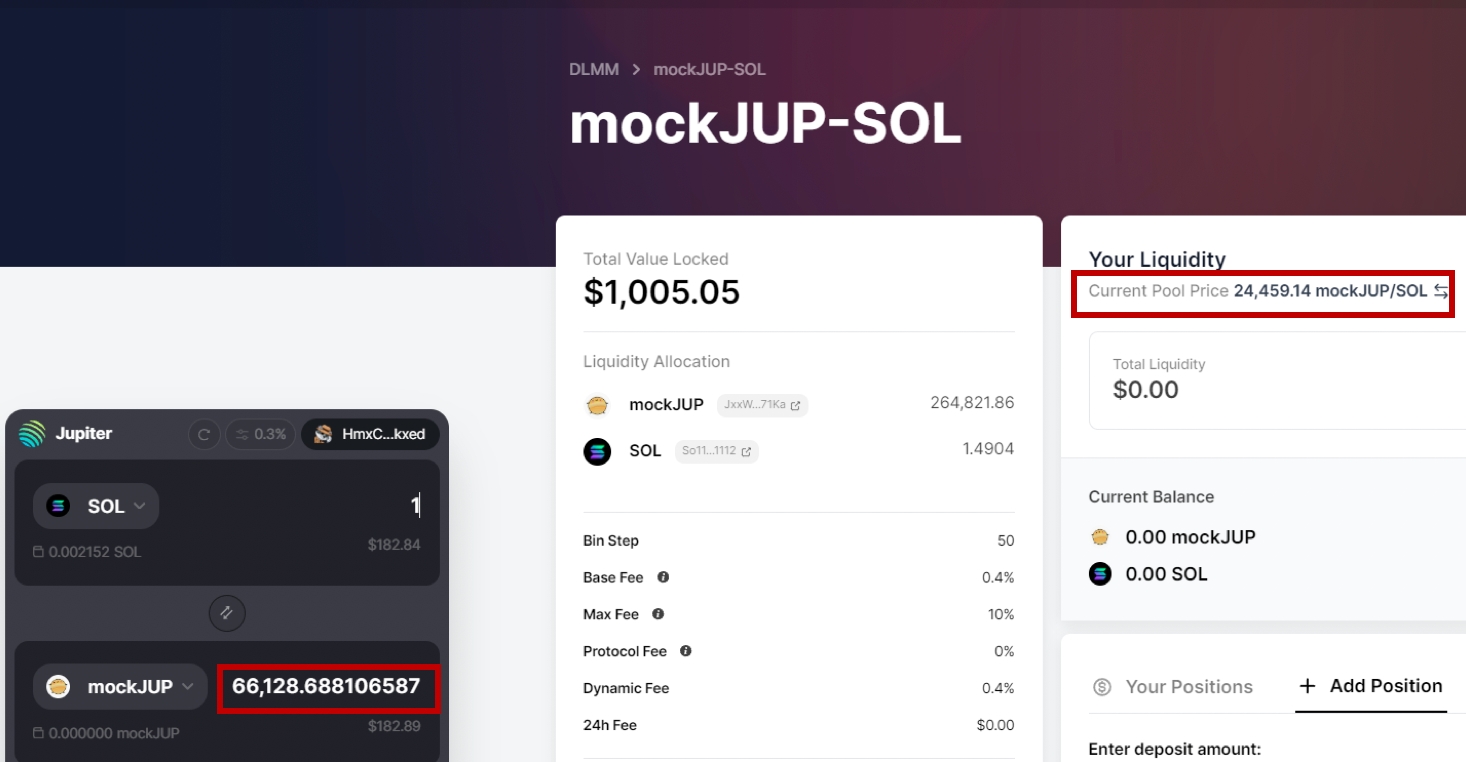 DLMM > mockJUP-SOL
mockJUP-SOL
Total Value Locked
$1,005.05
Liquidity Allocation
mockJUP JxxW...71Ka 264,821.86
SOL So11...1112 1.4904
Bin Step 50
Base Fee 0.4%
Max Fee 10%
Protocol Fee 0%
Dynamic Fee 0.4%
24h Fee $0.00
Your Liquidity
Current Pool Price 24,459.14 mockJUP/SOL
Total Liquidity
$0.00
Current Balance
0.00 mockJUP
0.00 SOL
Your Positions + Add Position
Enter deposit amount:
Jupiter 0.3% HmxC...kxed
SOL 1
0.002152 SOL $182.84
mockJUP 66,128.688106587
0.000000 mockJUP $182.89